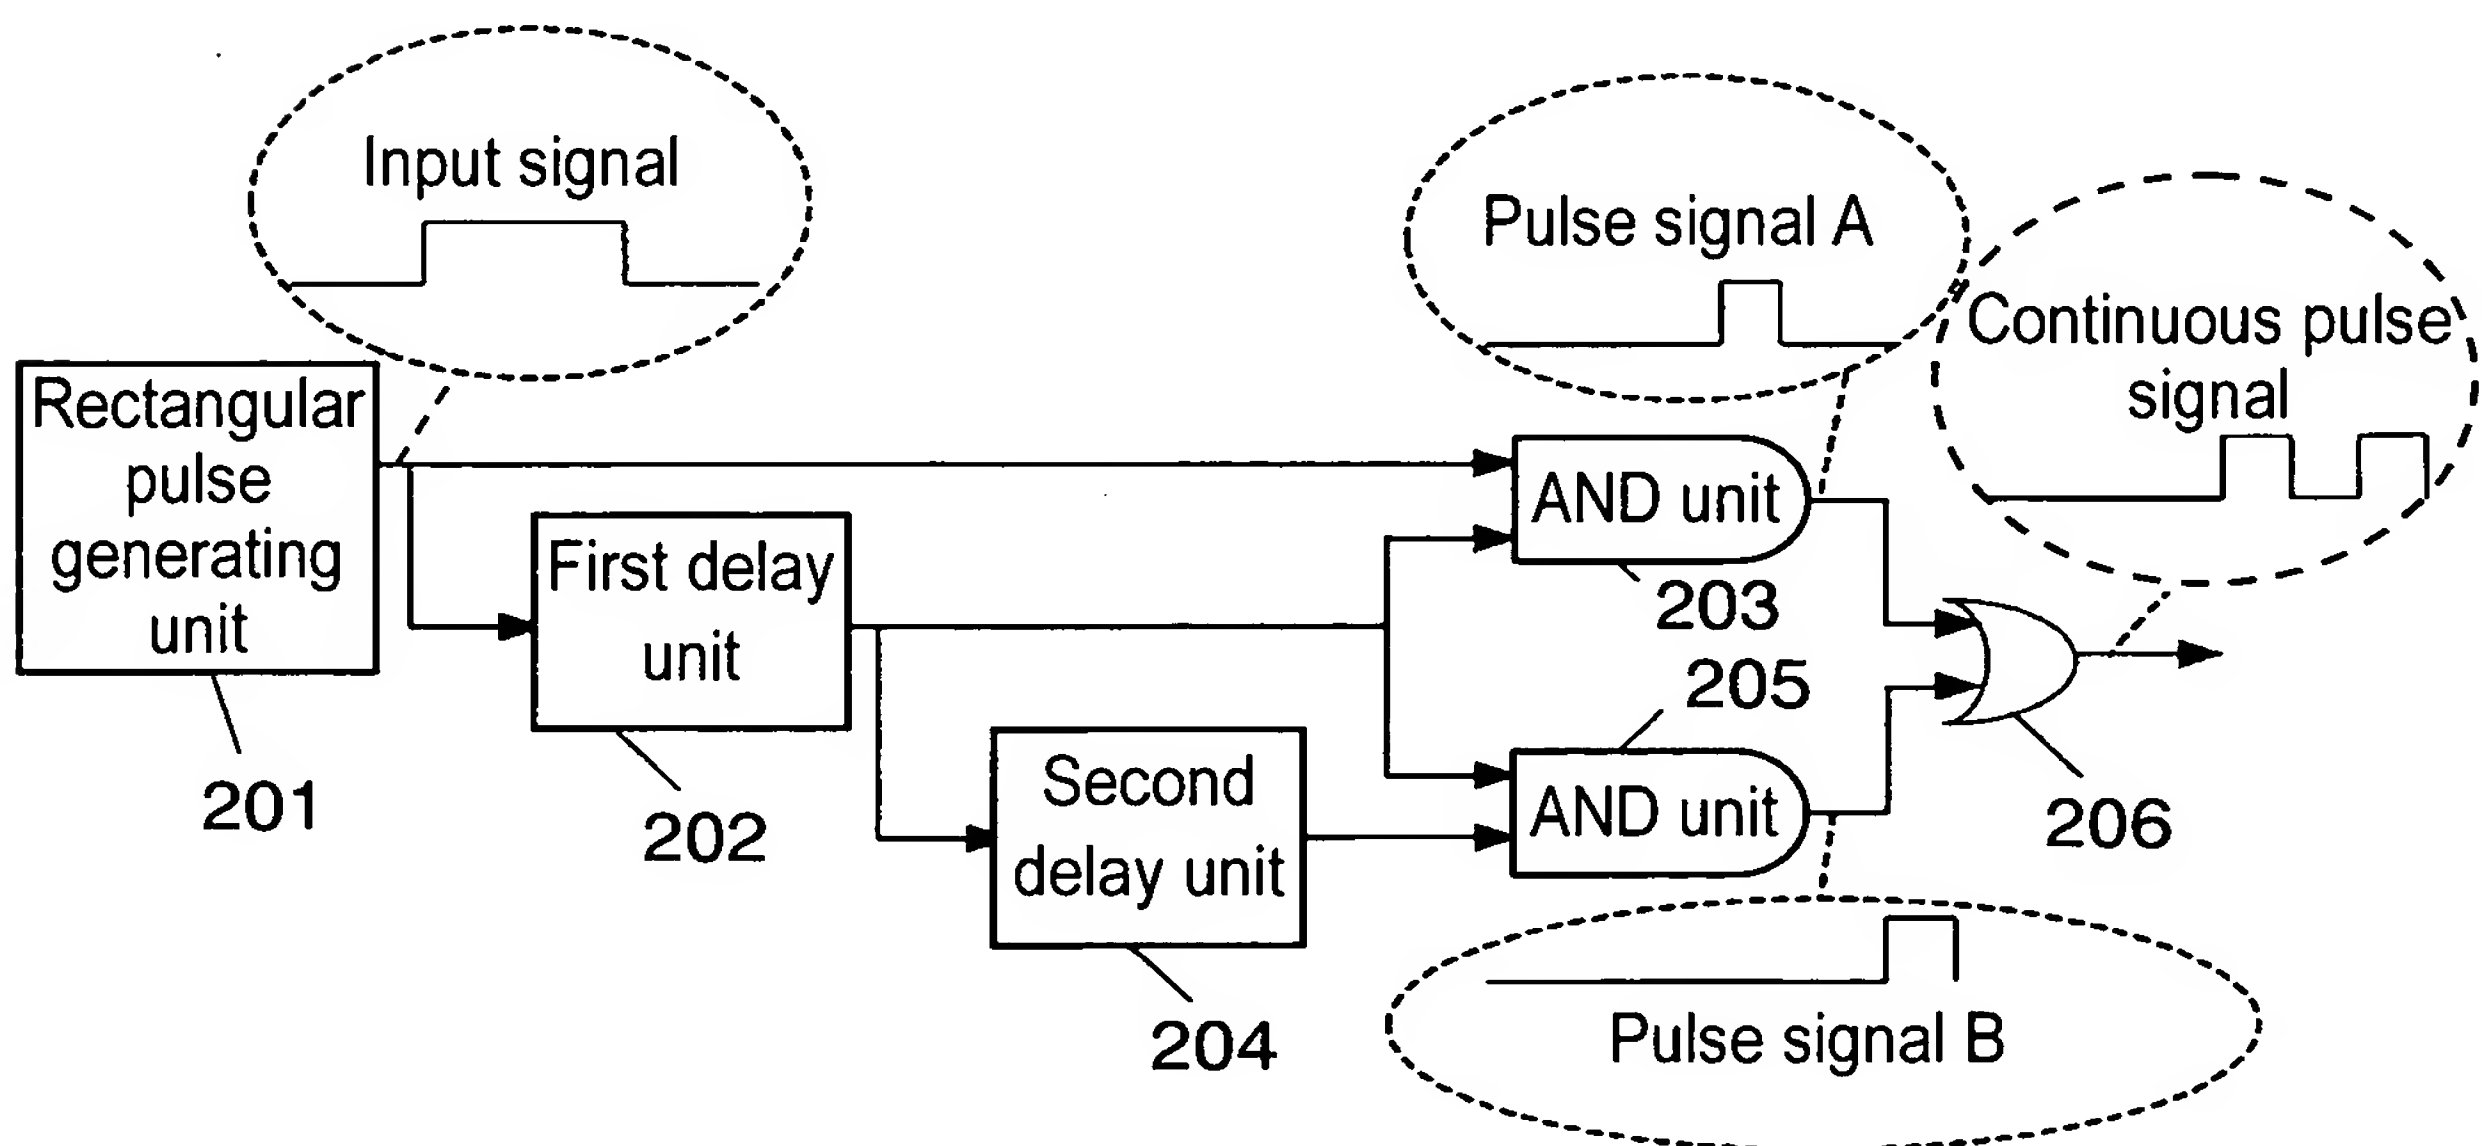 Input signal
Pulse signal A
Continuous pulse
signal
Rectangular
pulse
generating
unit
AND unit
First delay
unit
203
205
201
202
Second
delay unit
AND unit
206
204
Pulse signal B